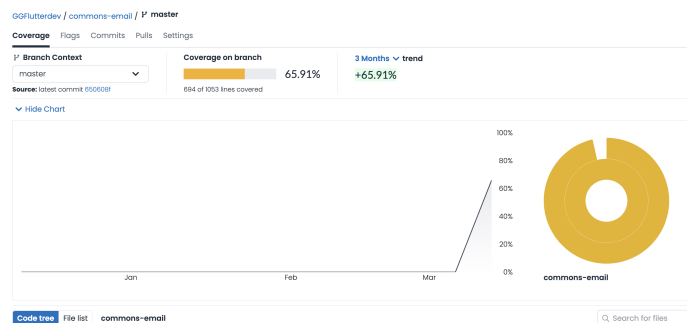 GGFlutterdev / commons-email / master
Coverage Flags Commits Pulls Settings
Branch Context
master
Source: latest commit 650608f
Coverage on branch
65.91%
694 of 1053 lines covered
3 Months trend
+65.91%
Hide Chart
100%
80%
60%
40%
20%
0%
Jan Feb Mar
commons-email
Code tree File list commons-email
Search for files